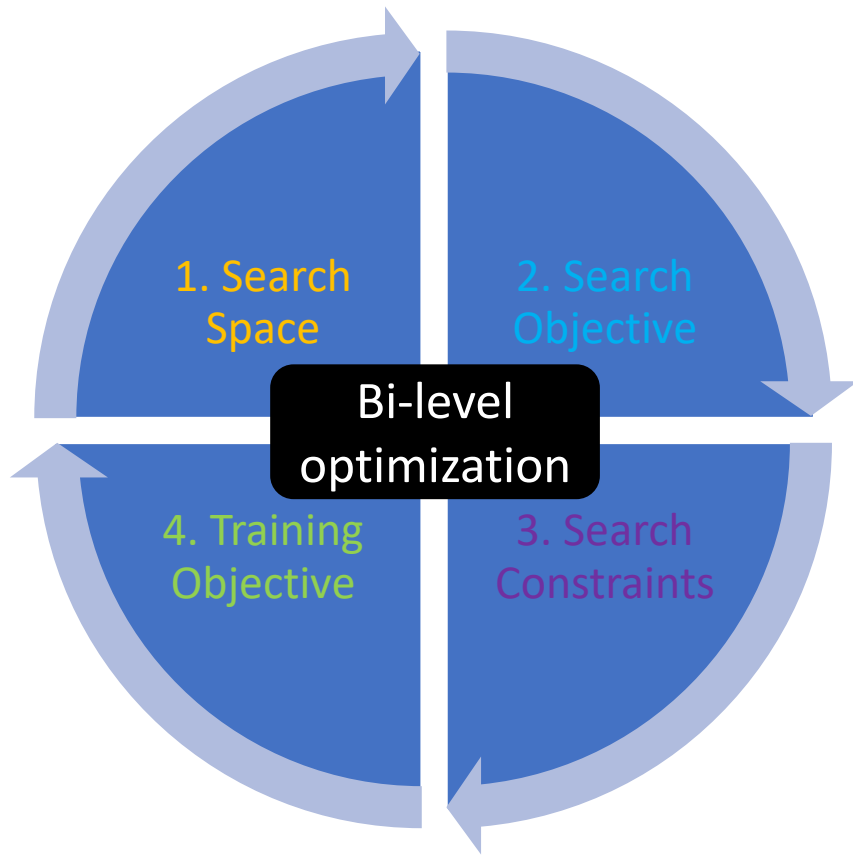 1. Search
Space
2. Search
Objective
Bi-level
optimization
4. Training
Objective
3. Search
Constraints